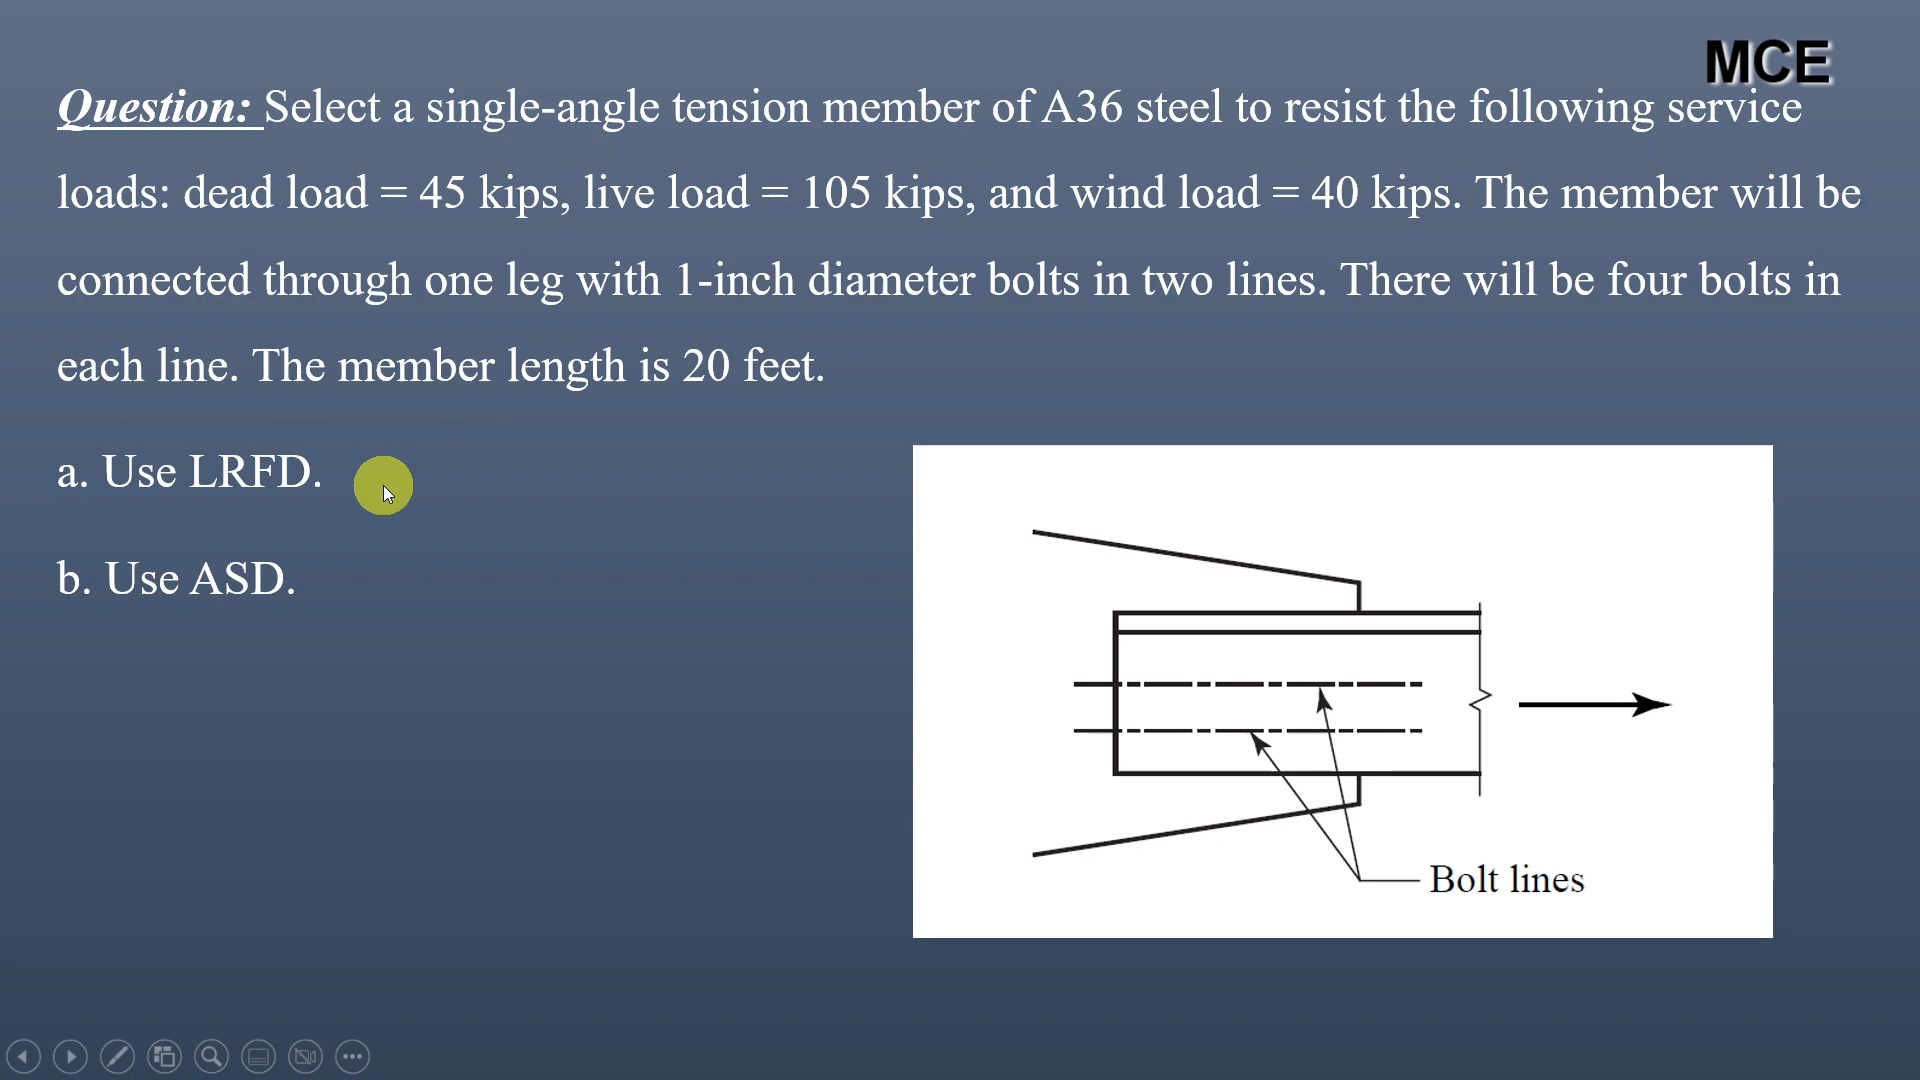 MCE
Question: Select a single-angle tension member of A36 steel to resist the following service
loads: dead load = 45 kips, live load = 105 kips, and wind load = 40 kips. The member will be
connected through one leg with 1-inch diameter bolts in two lines. There will be four bolts in
each line. The member length is 20 feet.
a. Use LRFD.
b. Use ASD.
Bolt lines